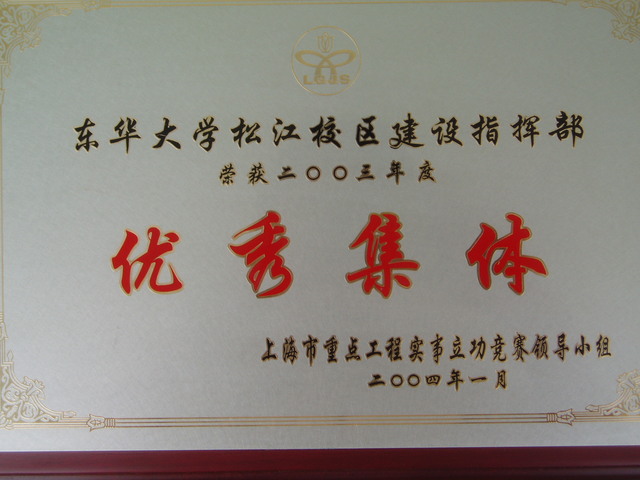 LGJS
东华大学松江校区建设指挥部
荣获二〇〇三年度
优秀集体
上海市重点工程实事立功竞赛领导小组
二〇〇四年一月